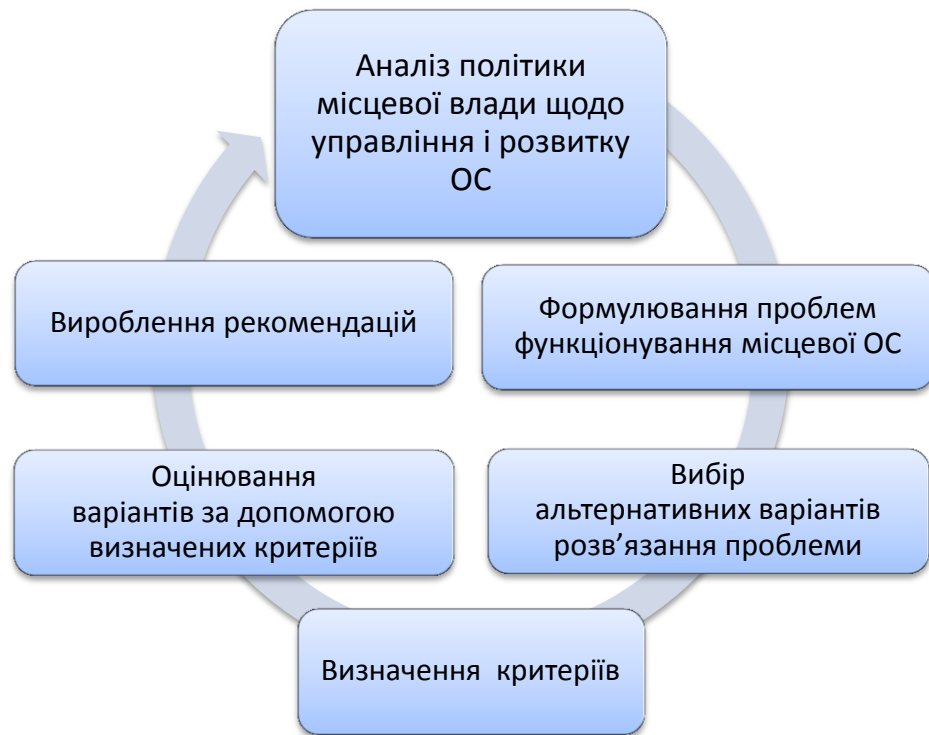 Аналіз політики
місцевої влади щодо
управління і розвитку
ОС
Формулювання проблем
функціонування місцевої ОС
Вибір
альтернативних варіантів
розв’язання проблеми
Визначення критеріїв
Оцінювання
варіантів за допомогою
визначених критеріїв
Вироблення рекомендацій